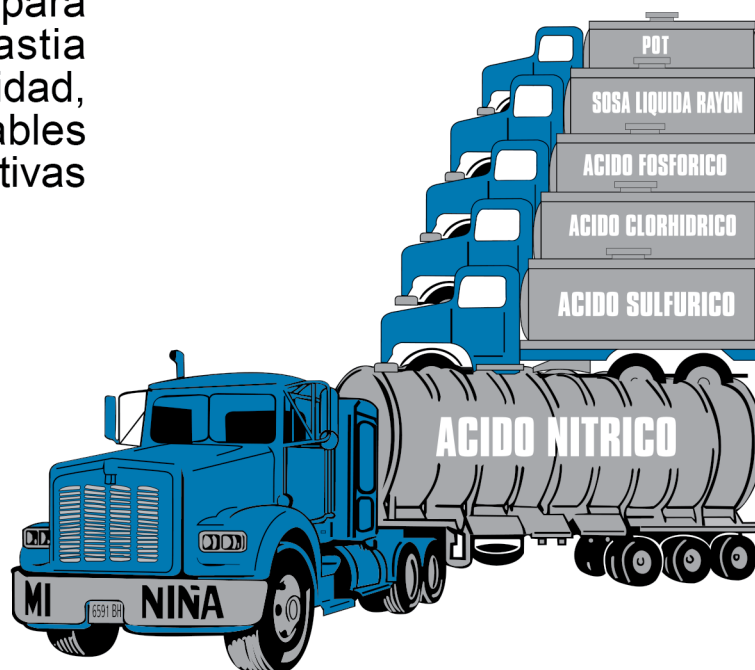 para
astia
idad,
ables
tivas
POT
SOSA LIQUIDA RAYON
ACIDO FOSFORICO
ACIDO CLORHIDRICO
ACIDO SULFURICO
ACIDO NITRICO
MI NIÑA
6591 BH